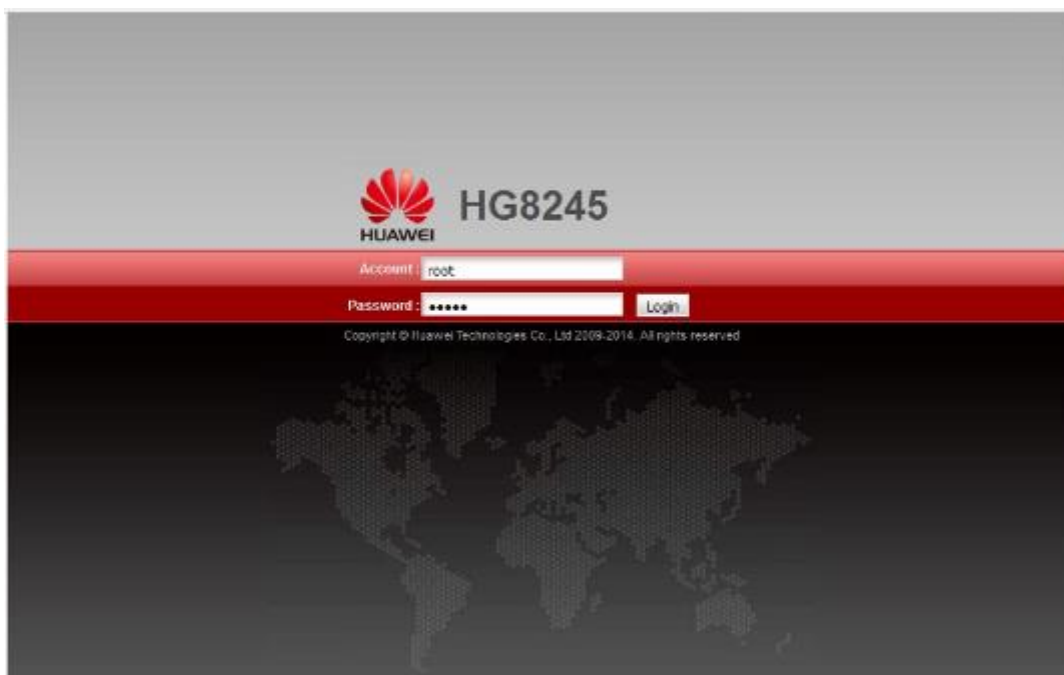 HUAWEI
HG8245
Account : root
Password : •••••
Login
Copyright © Huawei Technologies Co., Ltd 2009-2014. All rights reserved